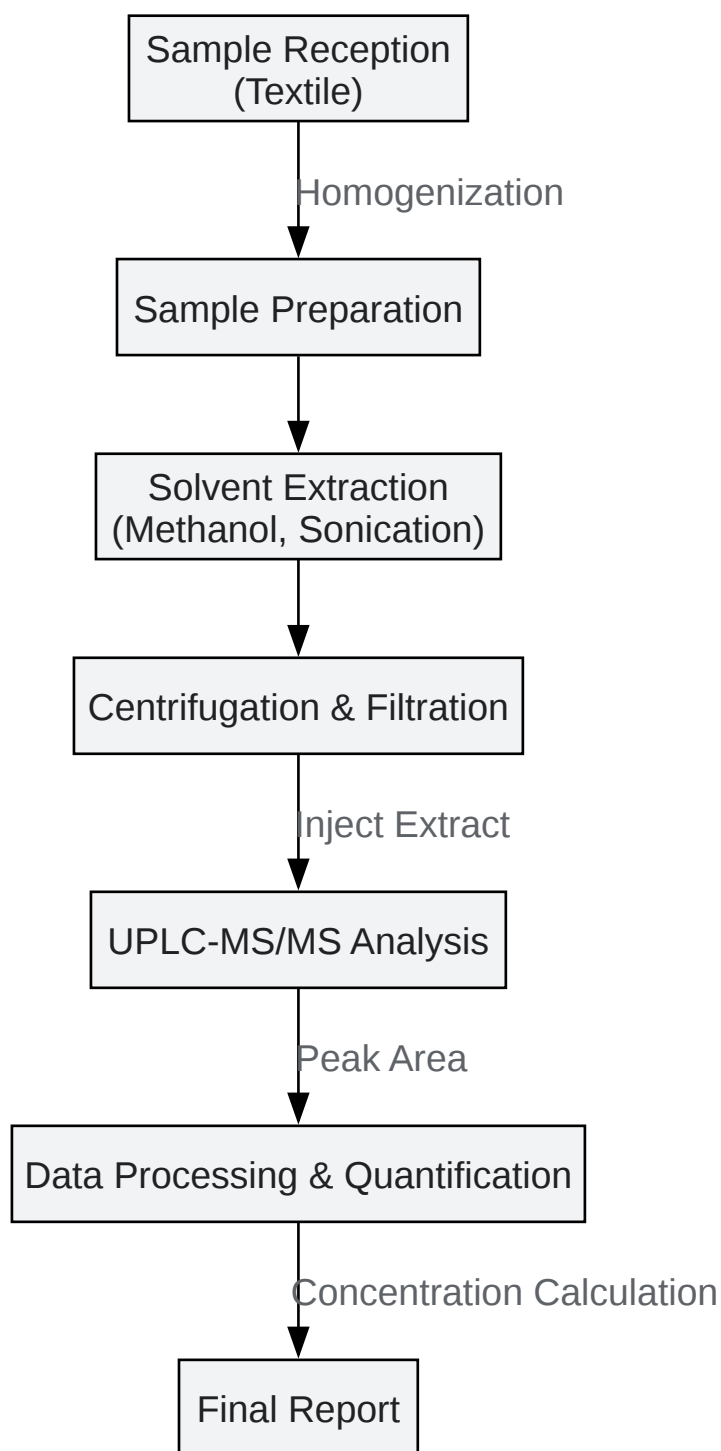 Sample Reception
(Textile)
Homogenization
Sample Preparation
Solvent Extraction
(Methanol, Sonication)
Centrifugation & Filtration
Inject Extract
UPLC-MS/MS Analysis
Peak Area
Data Processing & Quantification
Concentration Calculation
Final Report